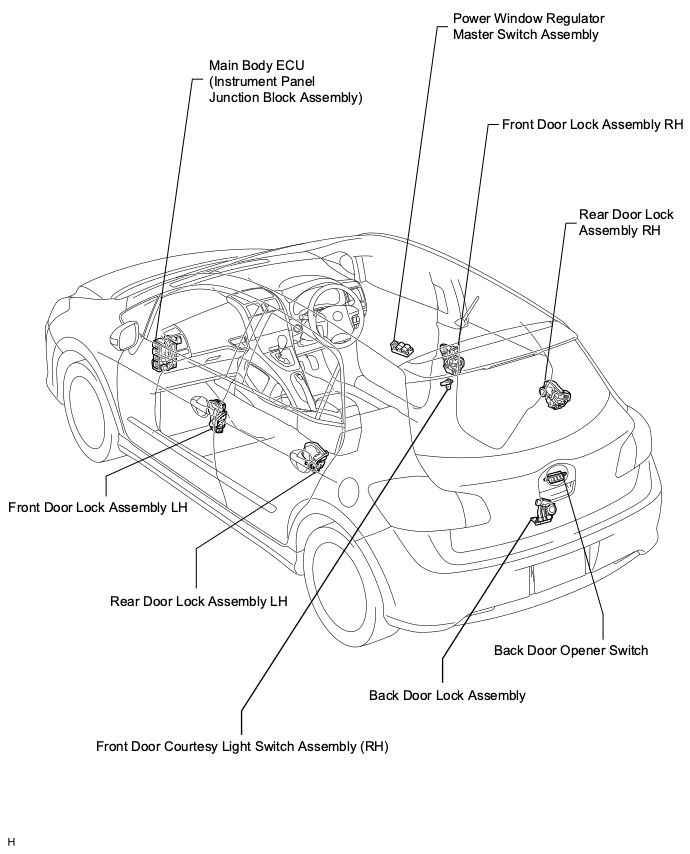 Power Window Regulator
Master Switch Assembly
Main Body ECU
(Instrument Panel
Junction Block Assembly)
Front Door Lock Assembly RH
Rear Door Lock
Assembly RH
Front Door Lock Assembly LH
Rear Door Lock Assembly LH
Back Door Opener Switch
Back Door Lock Assembly
Front Door Courtesy Light Switch Assembly (RH)
H